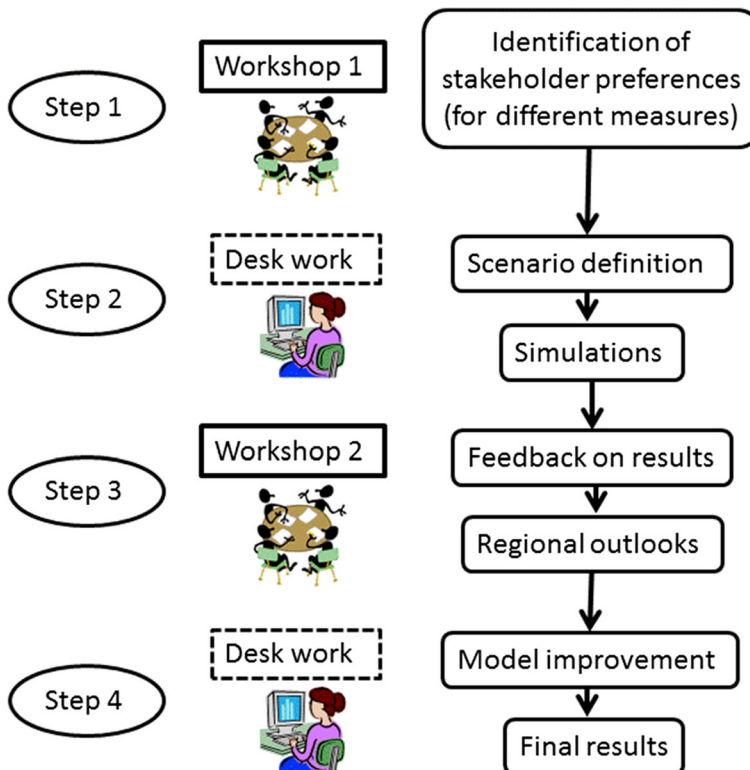 Step 1
Workshop 1
Identification of
stakeholder preferences
(for different measures)
Step 2
Desk work
Scenario definition
Simulations
Step 3
Workshop 2
Feedback on results
Regional outlooks
Step 4
Desk work
Model improvement
Final results